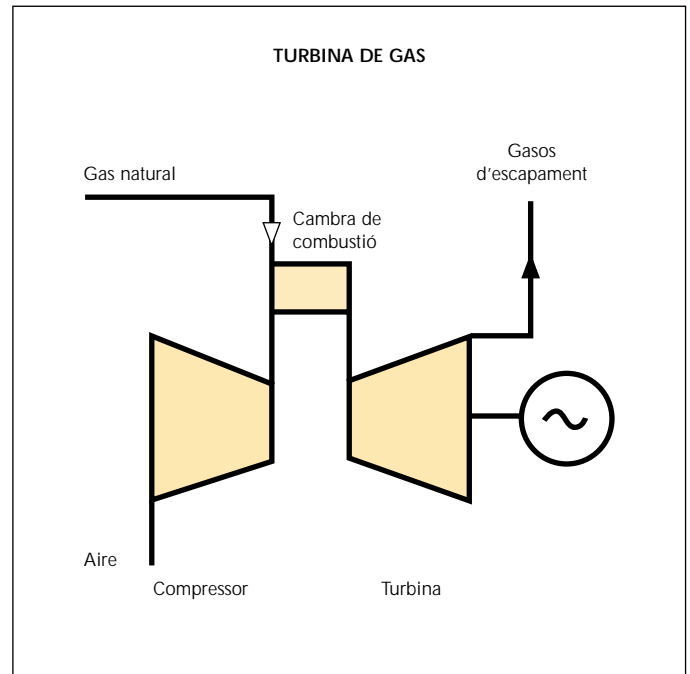 TURBINA DE GAS
Gasos
d'escapament
Gas natural
Cambra de
combustió
Aire
Compressor
Turbina